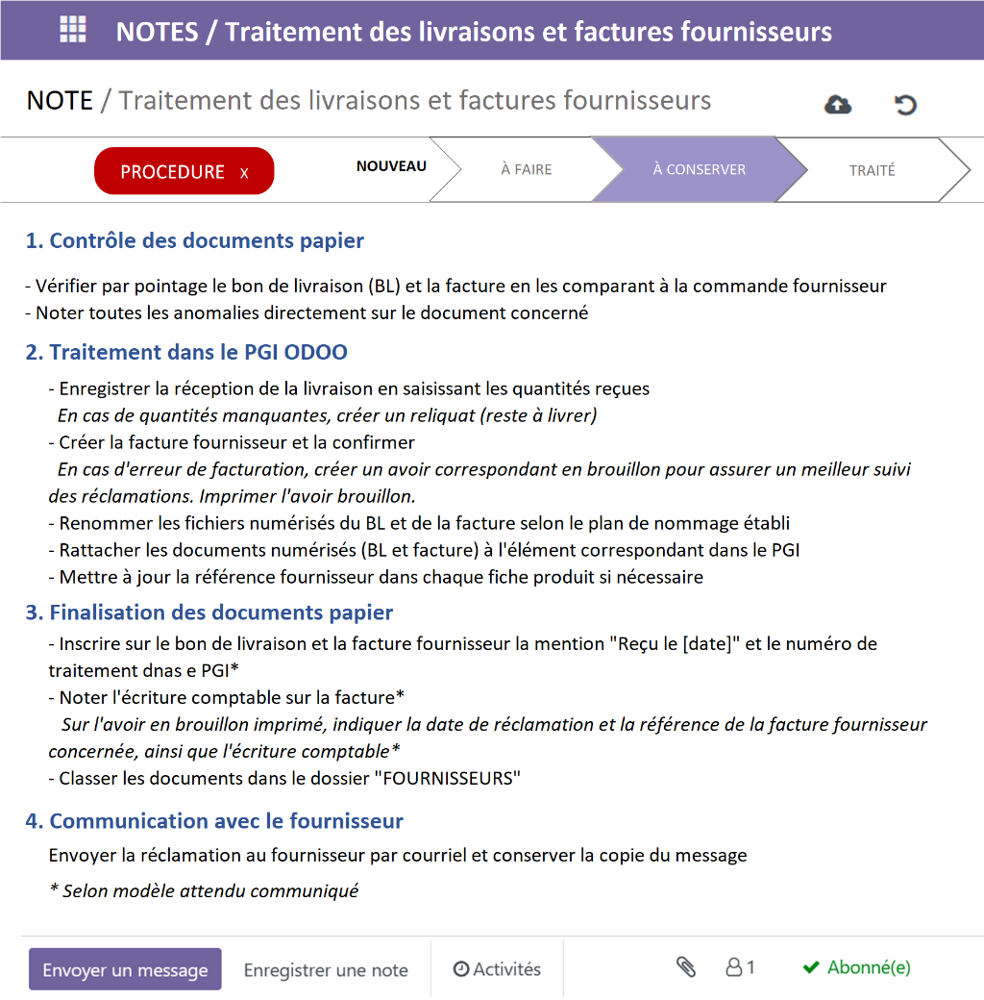 NOTES / Traitement des livraisons et factures fournisseurs
NOTE / Traitement des livraisons et factures fournisseurs
PROCEDURE x
NOUVEAU
À FAIRE
À CONSERVER
TRAITÉ
1. Contrôle des documents papier
- Vérifier par pointage le bon de livraison (BL) et la facture en les comparant à la commande fournisseur
- Noter toutes les anomalies directement sur le document concerné
2. Traitement dans le PGI ODOO
- Enregistrer la réception de la livraison en saisissant les quantités reçues
En cas de quantités manquantes, créer un reliquat (reste à livrer)
- Créer la facture fournisseur et la confirmer
En cas d'erreur de facturation, créer un avoir correspondant en brouillon pour assurer un meilleur suivi
des réclamations. Imprimer l'avoir brouillon.
- Renommer les fichiers numérisés du BL et de la facture selon le plan de nommage établi
- Rattacher les documents numérisés (BL et facture) à l'élément correspondant dans le PGI
- Mettre à jour la référence fournisseur dans chaque fiche produit si nécessaire
3. Finalisation des documents papier
- Inscrire sur le bon de livraison et la facture fournisseur la mention "Reçu le [date]" et le numéro de
traitement dnas e PGI*
- Noter l'écriture comptable sur la facture*
Sur l'avoir en brouillon imprimé, indiquer la date de réclamation et la référence de la facture fournisseur
concernée, ainsi que l'écriture comptable*
- Classer les documents dans le dossier "FOURNISSEURS"
4. Communication avec le fournisseur
Envoyer la réclamation au fournisseur par courriel et conserver la copie du message
* Selon modèle attendu communiqué
Envoyer un message
Enregistrer une note
Activités
1
Abonné(e)